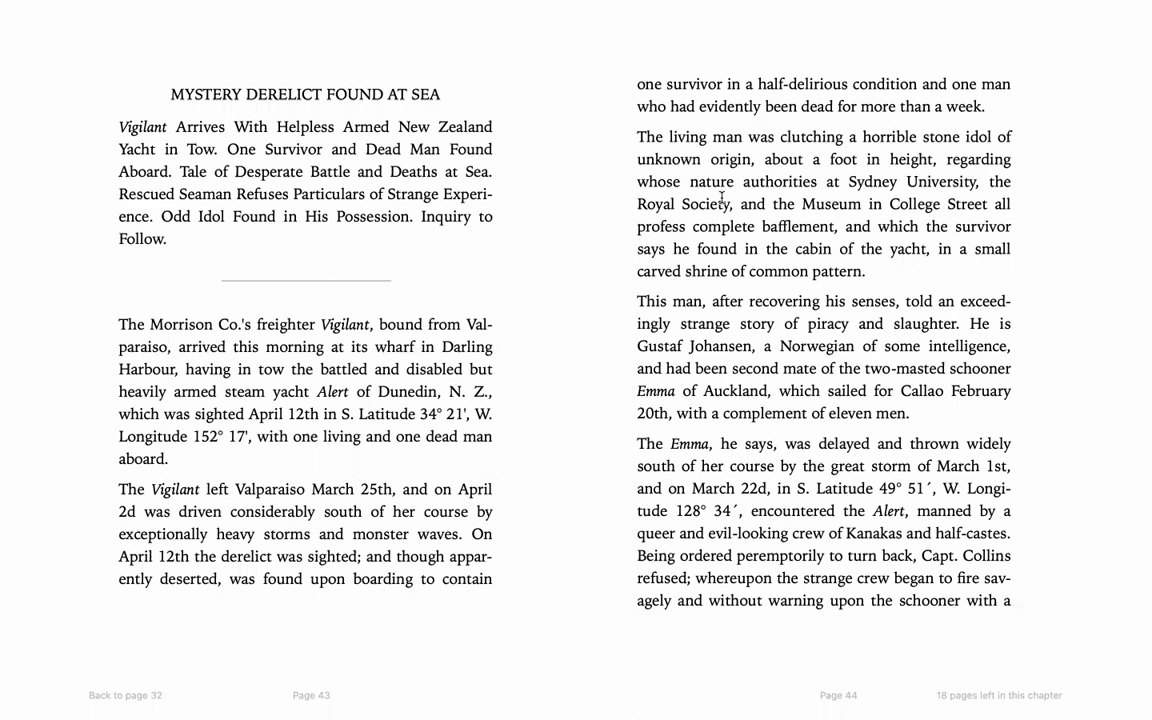 MYSTERY DERELICT FOUND AT SEA
Vigilant Arrives With Helpless Armed New Zealand
Yacht in Tow. One Survivor and Dead Man Found
Aboard. Tale of Desperate Battle and Deaths at Sea.
Rescued Seaman Refuses Particulars of Strange Experi-
ence. Odd Idol Found in His Possession. Inquiry to
Follow.
The Morrison Co.'s freighter Vigilant, bound from Val-
paraiso, arrived this morning at its wharf in Darling
Harbour, having in tow the battled and disabled but
heavily armed steam yacht Alert of Dunedin, N. Z.,
which was sighted April 12th in S. Latitude 34° 21', W.
Longitude 152° 17', with one living and one dead man
aboard.
The Vigilant left Valparaiso March 25th, and on April
2d was driven considerably south of her course by
exceptionally heavy storms and monster waves. On
April 12th the derelict was sighted; and though appar-
ently deserted, was found upon boarding to contain
one survivor in a half-delirious condition and one man
who had evidently been dead for more than a week.
The living man was clutching a horrible stone idol of
unknown origin, about a foot in height, regarding
whose nature authorities at Sydney University, the
Royal Society, and the Museum in College Street all
profess complete bafflement, and which the survivor
says he found in the cabin of the yacht, in a small
carved shrine of common pattern.
This man, after recovering his senses, told an exceed-
ingly strange story of piracy and slaughter. He is
Gustaf Johansen, a Norwegian of some intelligence,
and had been second mate of the two-masted schooner
Emma of Auckland, which sailed for Callao February
20th, with a complement of eleven men.
The Emma, he says, was delayed and thrown widely
south of her course by the great storm of March 1st,
and on March 22d, in S. Latitude 49° 51´, W. Longi-
tude 128° 34´, encountered the Alert, manned by a
queer and evil-looking crew of Kanakas and half-castes.
Being ordered peremptorily to turn back, Capt. Collins
refused; whereupon the strange crew began to fire sav-
agely and without warning upon the schooner with a
Back to page 32
Page 43
Page 44
18 pages left in this chapter